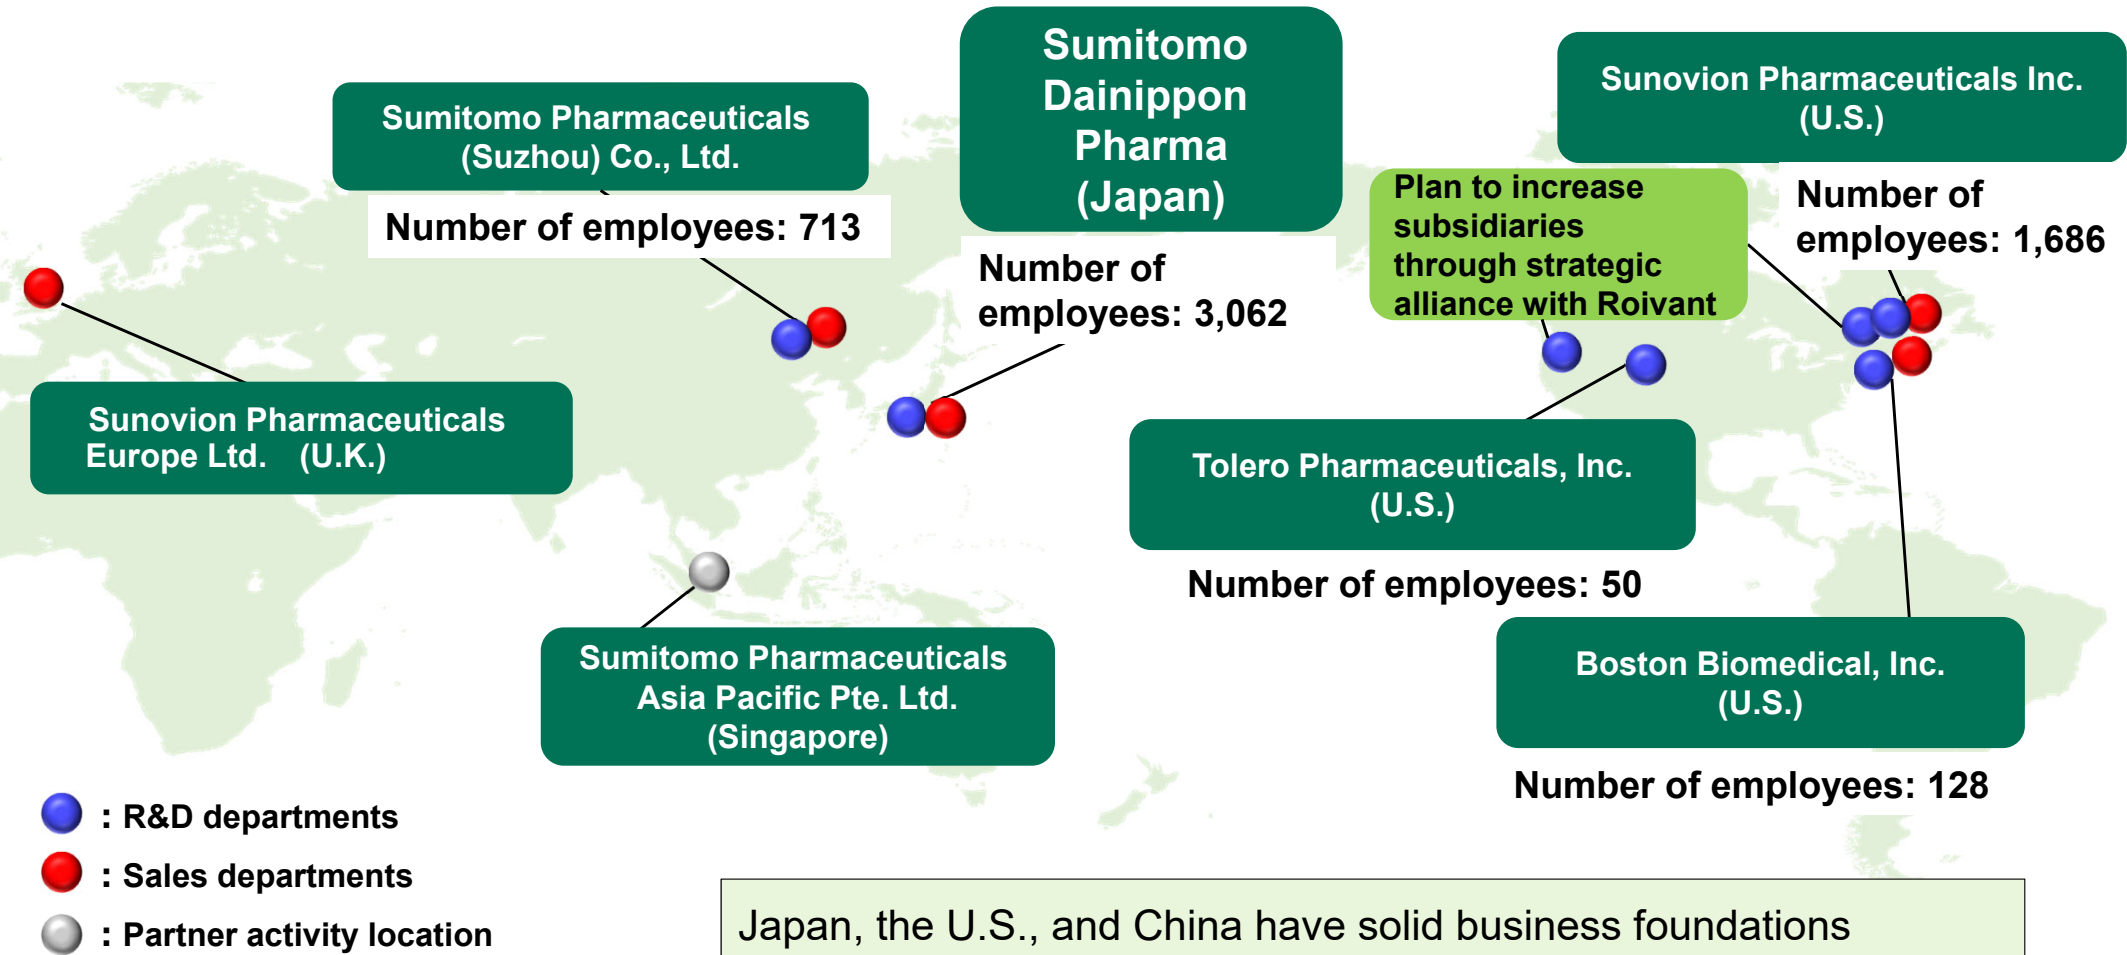 Sumitomo
Dainippon
Pharma
(Japan)
Number of
employees: 3,062
Sumitomo Pharmaceuticals
(Suzhou) Co., Ltd.
Number of employees: 713
Sunovion Pharmaceuticals Inc.
(U.S.)
Number of
employees: 1,686
Plan to increase
subsidiaries
through strategic
alliance with Roivant
Sunovion Pharmaceuticals
Europe Ltd. (U.K.)
Tolero Pharmaceuticals, Inc.
(U.S.)
Number of employees: 50
Sumitomo Pharmaceuticals
Asia Pacific Pte. Ltd.
(Singapore)
Boston Biomedical, Inc.
(U.S.)
Number of employees: 128
: R&D departments
: Sales departments
: Partner activity location
Japan, the U.S., and China have solid business foundations